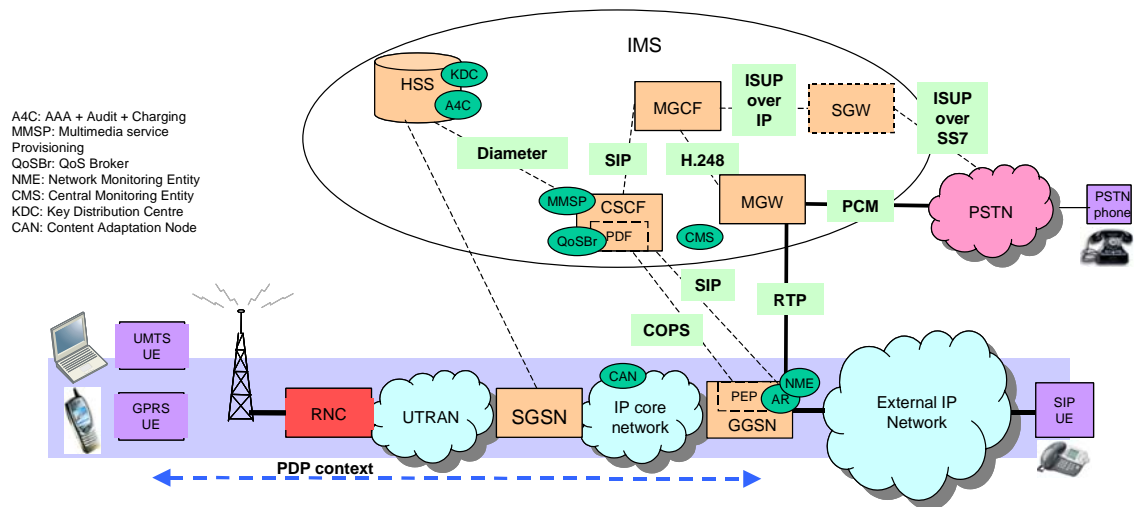 IMS
HSS
KDC
A4C
A4C: AAA + Audit + Charging
MMSP: Multimedia service
Provisioning
QoSBr: QoS Broker
NME: Network Monitoring Entity
CMS: Central Monitoring Entity
KDC: Key Distribution Centre
CAN: Content Adaptation Node
MGCF
ISUP
over
IP
SGW
ISUP
over
SS7
Diameter
SIP
H.248
MMSP
CSCF
QoSBr
PDF
CMS
MGW
PCM
PSTN
PSTN
phone
SIP
RTP
COPS
UMTS
UE
GPRS
UE
RNC
UTRAN
SGSN
CAN
IP core
network
PEP
NME
AR
GGSN
External IP
Network
SIP
UE
PDP context